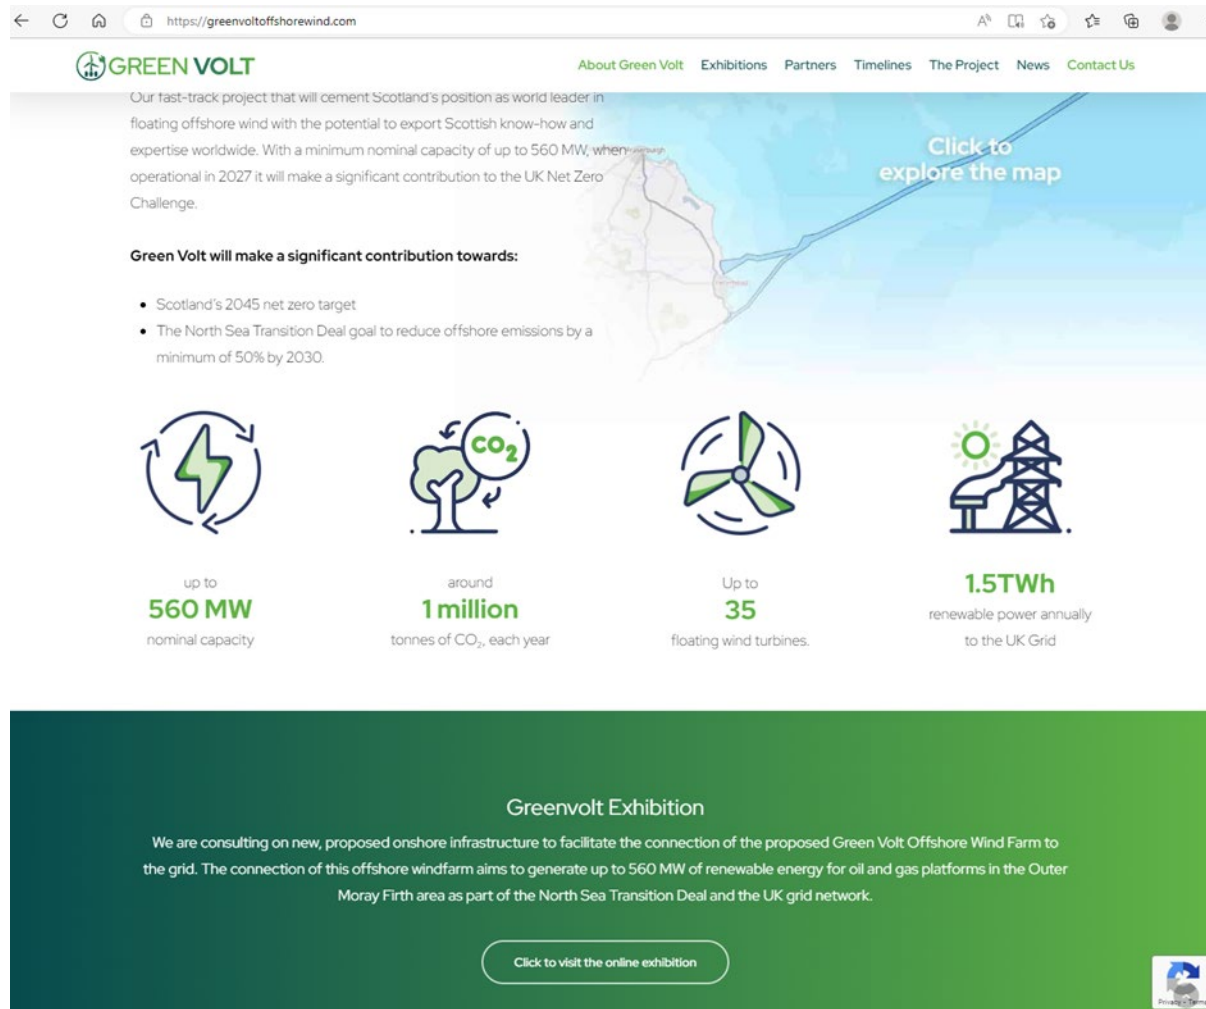 https://greenvoltoffshorewind.com
GREEN VOLT
About Green Volt Exhibitions Partners Timelines The Project News Contact Us
Our fast-track project that will cement Scotland's position as world leader in
floating offshore wind with the potential to export Scottish know-how and
expertise worldwide. With a minimum nominal capacity of up to 560 MW, when
operational in 2027 it will make a significant contribution to the UK Net Zero
Challenge.
Click to
explore the map
Green Volt will make a significant contribution towards:
• Scotland's 2045 net zero target
• The North Sea Transition Deal goal to reduce offshore emissions by a
minimum of 50% by 2030.
CO₂
up to
560 MW
nominal capacity
around
1 million
tonnes of CO₂, each year
Up to
35
floating wind turbines.
1.5TWh
renewable power annually
to the UK Grid
Greenvolt Exhibition
We are consulting on new, proposed onshore infrastructure to facilitate the connection of the proposed Green Volt Offshore Wind Farm to
the grid. The connection of this offshore windfarm aims to generate up to 560 MW of renewable energy for oil and gas platforms in the Outer
Moray Firth area as part of the North Sea Transition Deal and the UK grid network.
Click to visit the online exhibition